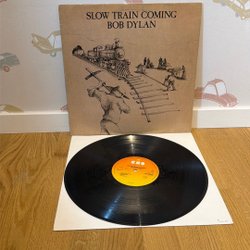 SLOW TRAIN COMING
BOB DYLAN
CBS